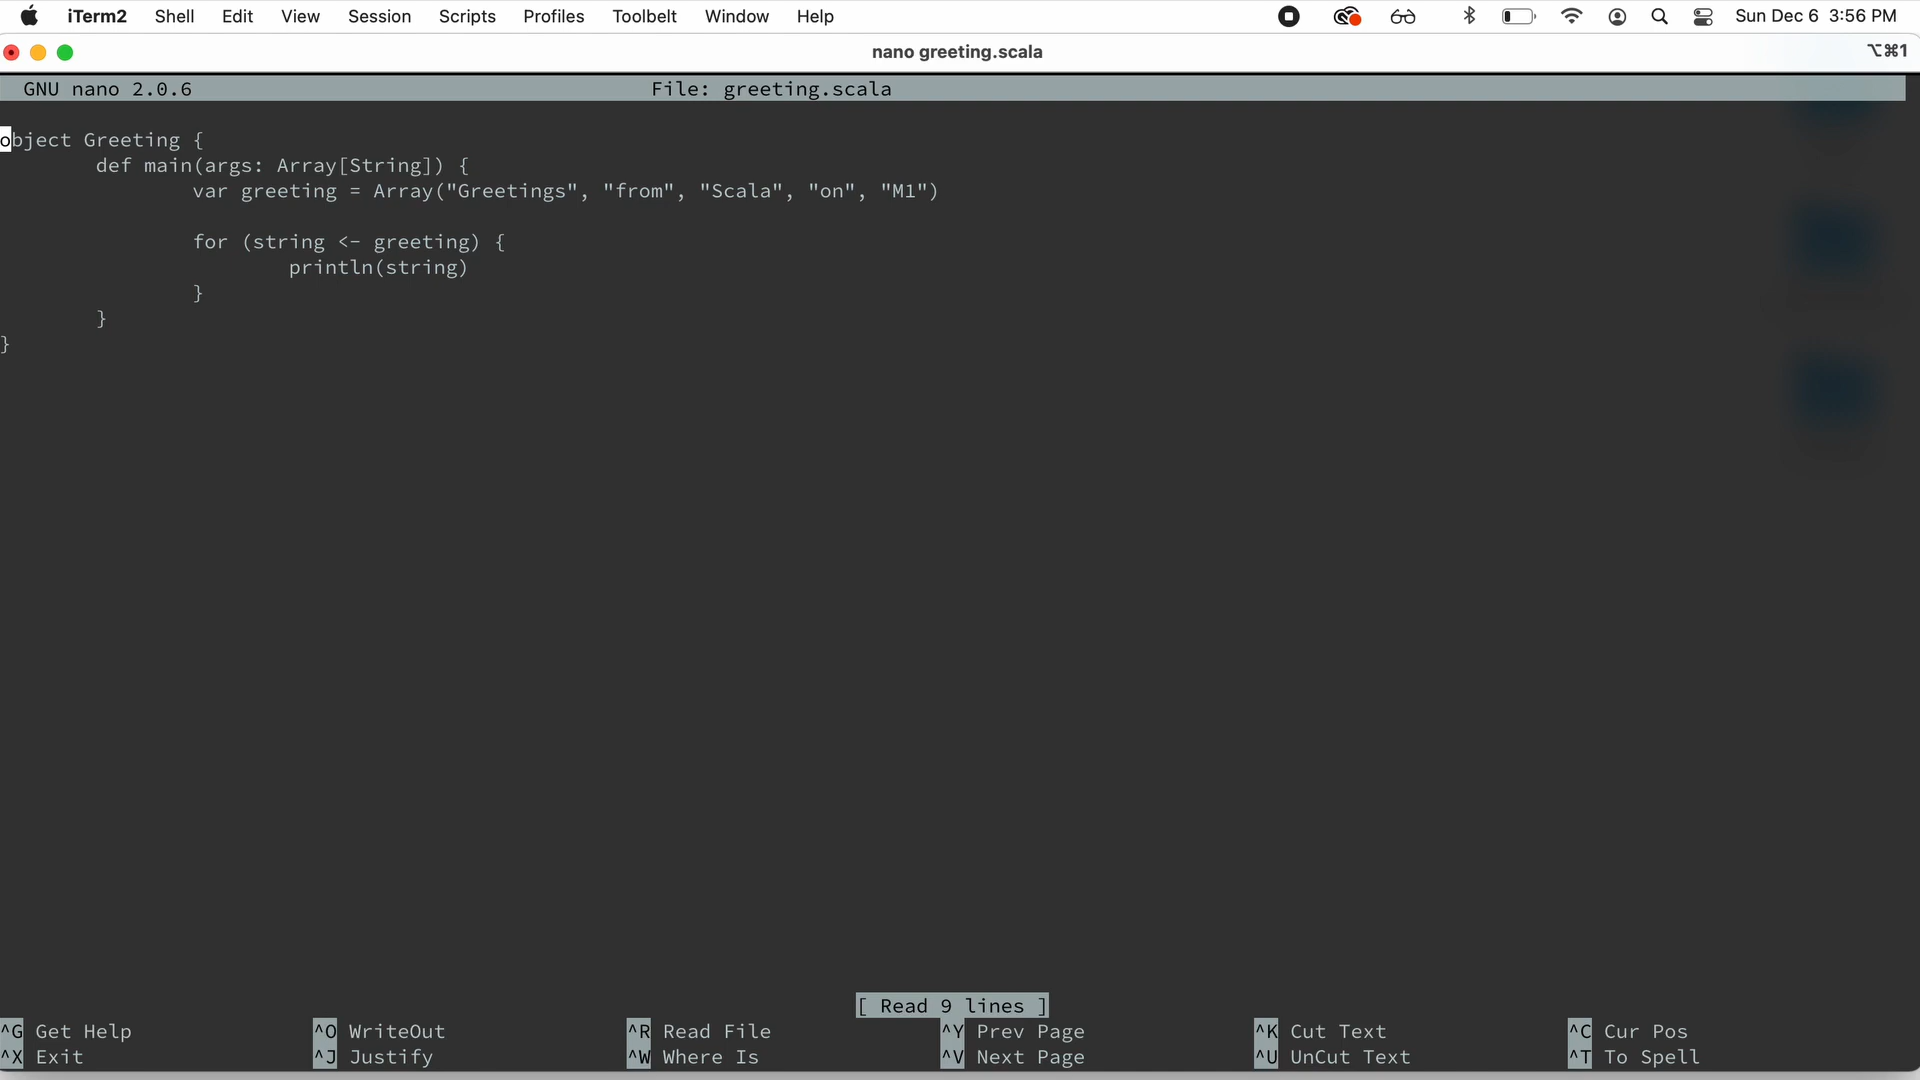 iTerm2 Shell Edit View Session Scripts Profiles Toolbelt Window Help Sun Dec 6 3:56 PM
nano greeting.scala ⌥⌘1
GNU nano 2.0.6 File: greeting.scala
object Greeting {
def main(args: Array[String]) {
var greeting = Array("Greetings", "from", "Scala", "on", "M1")
for (string <- greeting) {
println(string)
}
}
}
[ Read 9 lines ]
^G Get Help ^O WriteOut ^R Read File ^Y Prev Page ^K Cut Text ^C Cur Pos
^X Exit ^J Justify ^W Where Is ^V Next Page ^U UnCut Text ^T To Spell